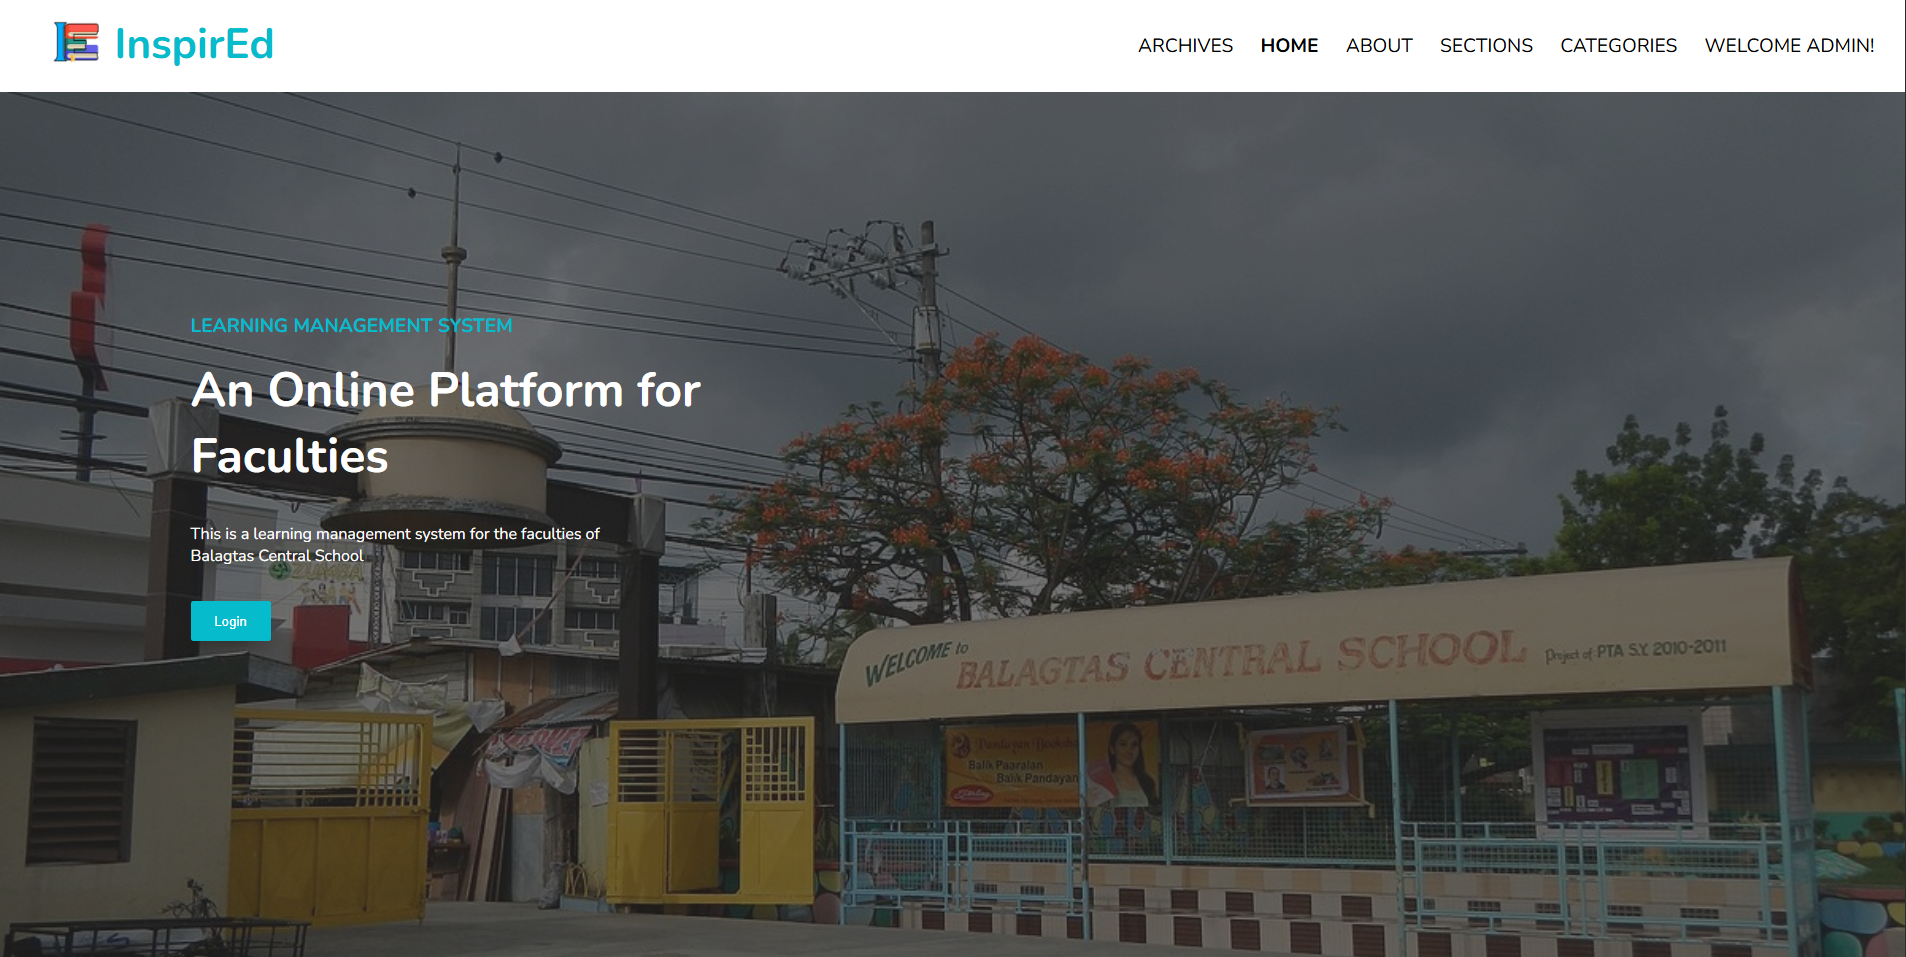 InspirEd
ARCHIVES HOME ABOUT SECTIONS CATEGORIES WELCOME ADMIN!
LEARNING MANAGEMENT SYSTEM
An Online Platform for
Faculties
This is a learning management system for the faculties of
Balagtas Central School
Login
WELCOME to
BALAGTAS CENTRAL SCHOOL
Project of: PTA S.Y. 2010-2011
Pandayan Bookshop
Balik Paaralan
Balik Pandayan